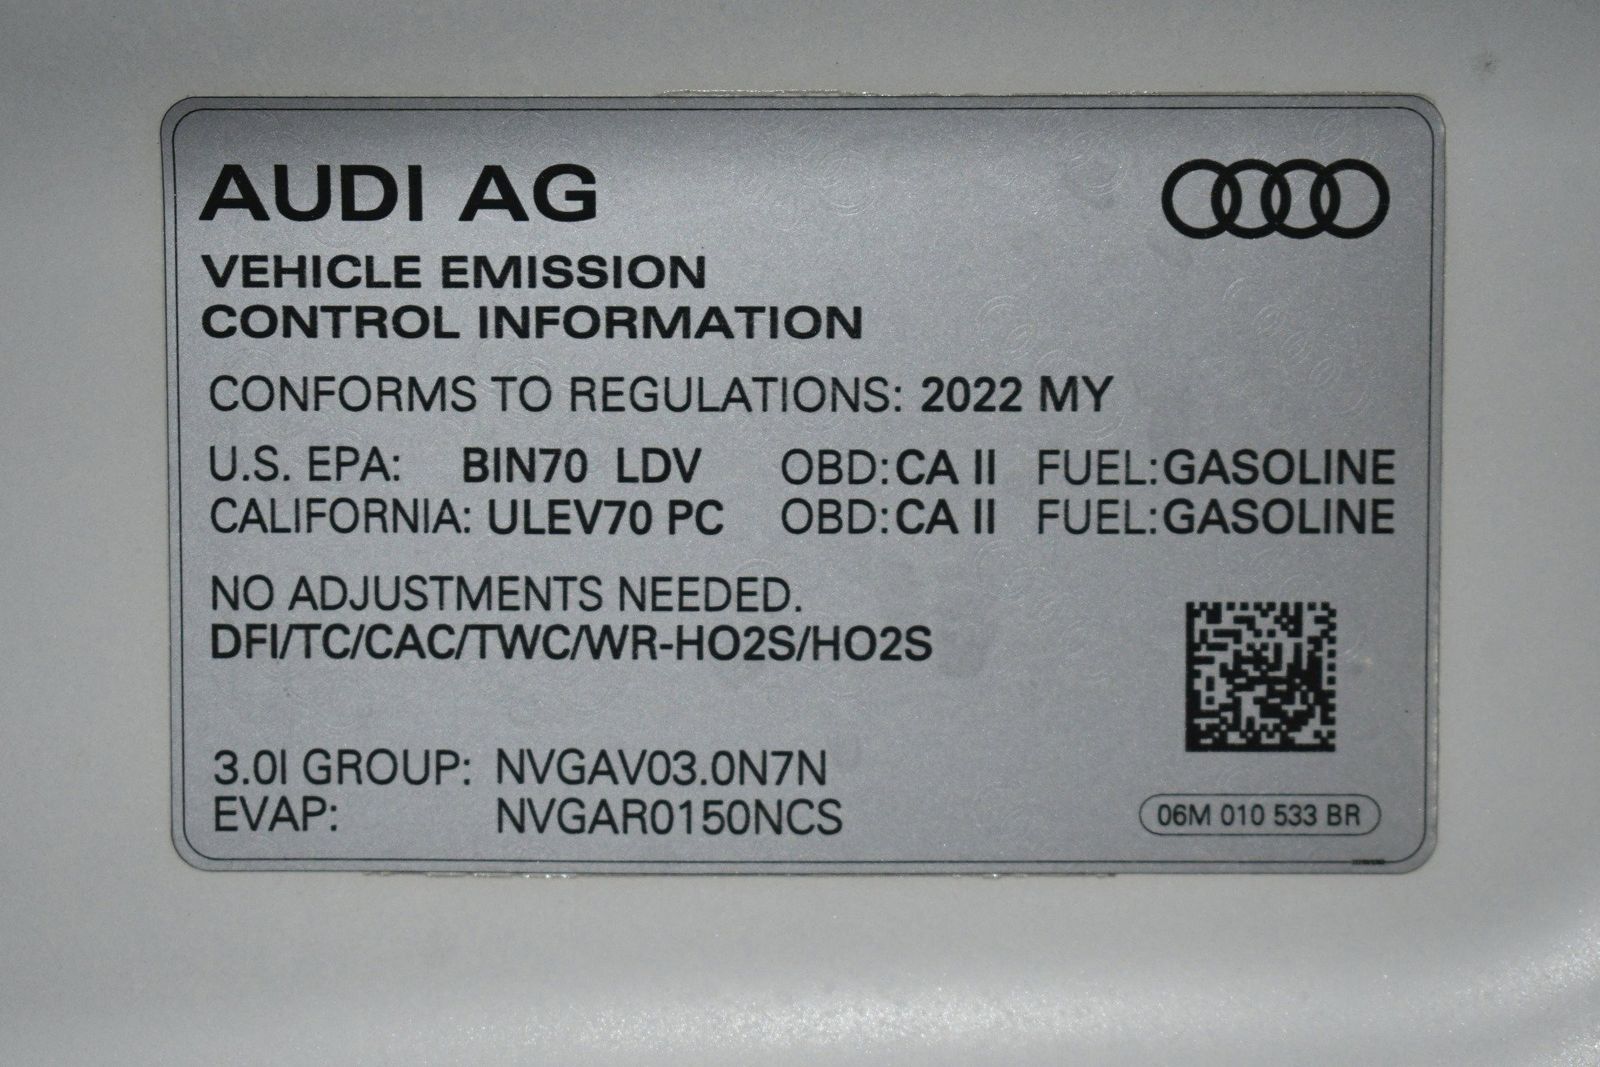 AUDI AG
VEHICLE EMISSION
CONTROL INFORMATION
CONFORMS TO REGULATIONS: 2022 MY
U.S. EPA: BIN70 LDV OBD:CA II FUEL:GASOLINE
CALIFORNIA: ULEV70 PC OBD:CA II FUEL:GASOLINE
NO ADJUSTMENTS NEEDED.
DFI/TC/CAC/TWC/WR-HO2S/HO2S
3.0l GROUP: NVGAV03.0N7N
EVAP: NVGAR0150NCS
06M 010 533 BR